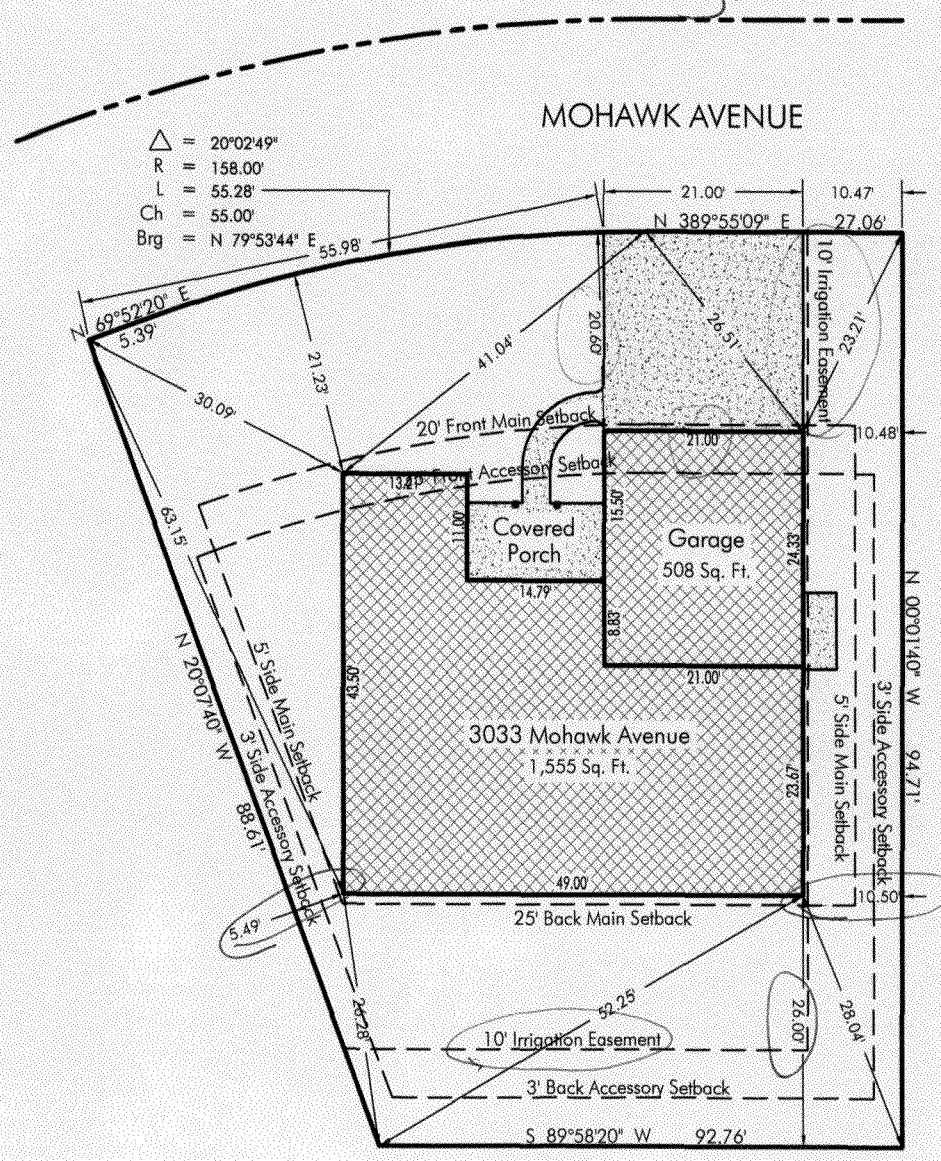 MOHAWK AVENUE
△ = 20°02'49"
R = 158.00'
L = 55.28'
Ch = 55.00'
Brg = N 79°53'44" E
21.00'
10.47'
N 389°55'09" E 27.06'
55.98'
N 69°52'20" E
5.39'
10' Irrigation Easement
20.60'
26.51'
23.21'
41.04'
21.23'
30.09'
20' Front Main Setback
21.00
10.48'
Front Accessory Setback
11.00'
15.50'
Covered
Porch
Garage
508 Sq. Ft.
24.33'
14.79
8.83'
21.00'
63.15'
N 20°07'40" W
88.61'
5' Side Main Setback
3' Side Accessory Setback
43.50'
3033 Mohawk Avenue
1,555 Sq. Ft.
23.67
5' Side Main Setback
3' Side Accessory Setback
N 00°01'40" W 94.71'
49.00'
10.50'
25' Back Main Setback
5.49
26.28'
52.25'
26.00'
28.04'
10' Irrigation Easement
3' Back Accessory Setback
S 89°58'20" W 92.76'